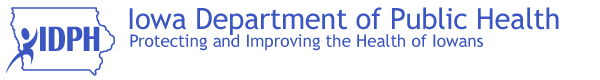 IDPH
Iowa Department of Public Health
Protecting and Improving the Health of Iowans